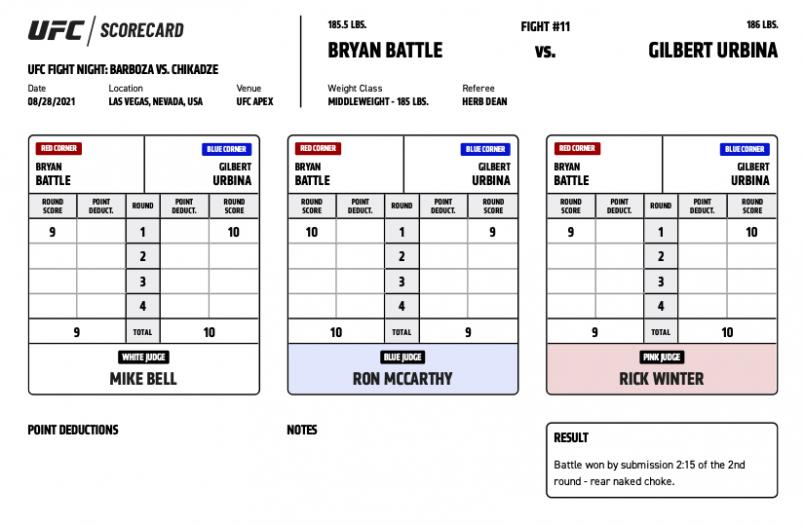 UFC / SCORECARD
UFC FIGHT NIGHT: BARBOZA VS. CHIKADZE
Date Location Venue
08/28/2021 LAS VEGAS, NEVADA, USA UFC APEX
185.5 LBS. FIGHT #11 186 LBS.
BRYAN BATTLE vs. GILBERT URBINA
Weight Class Referee
MIDDLEWEIGHT - 185 LBS. HERB DEAN
RED CORNER BLUE CORNER
BRYAN GILBERT
BATTLE URBINA
ROUND SCORE POINT DEDUCT. ROUND POINT DEDUCT. ROUND SCORE
9 1 10
2
3
4
9 TOTAL 10
WHITE JUDGE
MIKE BELL
RED CORNER BLUE CORNER
BRYAN GILBERT
BATTLE URBINA
ROUND SCORE POINT DEDUCT. ROUND POINT DEDUCT. ROUND SCORE
10 1 9
2
3
4
10 TOTAL 9
BLUE JUDGE
RON MCCARTHY
RED CORNER BLUE CORNER
BRYAN GILBERT
BATTLE URBINA
ROUND SCORE POINT DEDUCT. ROUND POINT DEDUCT. ROUND SCORE
9 1 10
2
3
4
9 TOTAL 10
PINK JUDGE
RICK WINTER
POINT DEDUCTIONS
NOTES
RESULT
Battle won by submission 2:15 of the 2nd
round - rear naked choke.